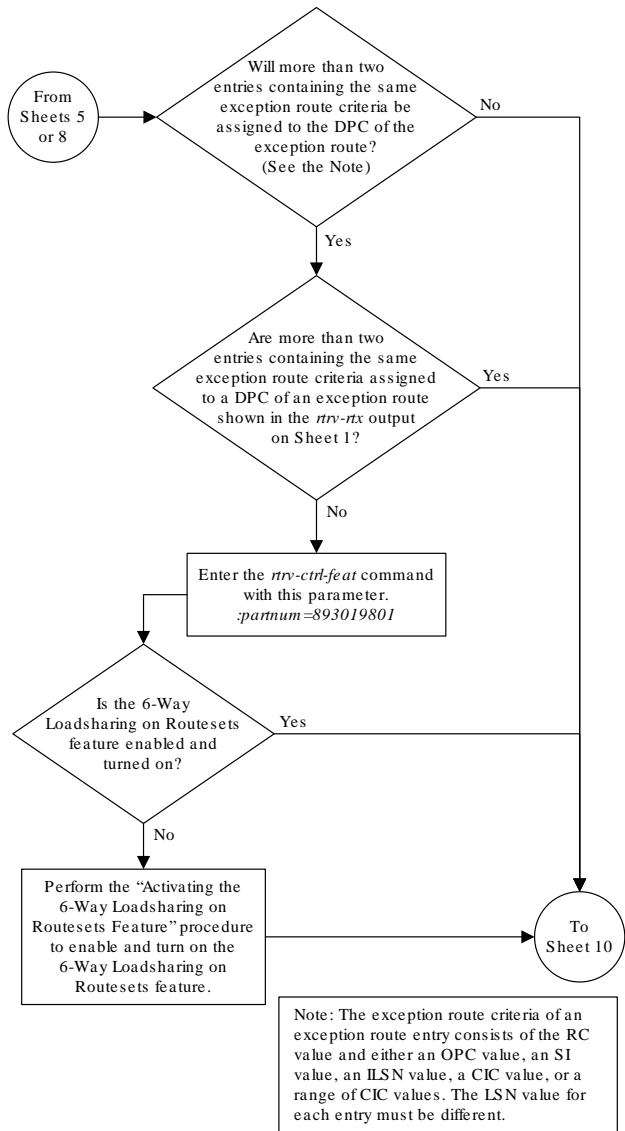 From
Sheets 5
or 8
Will more than two
entries containing the same
exception route criteria be
assigned to the DPC of the
exception route?
(See the Note)
No
Yes
Are more than two
entries containing the same
exception route criteria assigned
to a DPC of an exception route
shown in the rtrv-rtx output
on Sheet 1?
Yes
No
Enter the rtrv-ctrl-feat command
with this parameter.
:partnum=893019801
Is the 6-Way
Loadsharing on Routesets
feature enabled and
turned on?
Yes
No
Perform the “Activating the
6-Way Loadsharing on
Routesets Feature” procedure
to enable and turn on the
6-Way Loadsharing on
Routesets feature.
To
Sheet 10
Note: The exception route criteria of an
exception route entry consists of the RC
value and either an OPC value, an SI
value, an ILSN value, a CIC value, or a
range of CIC values. The LSN value for
each entry must be different.